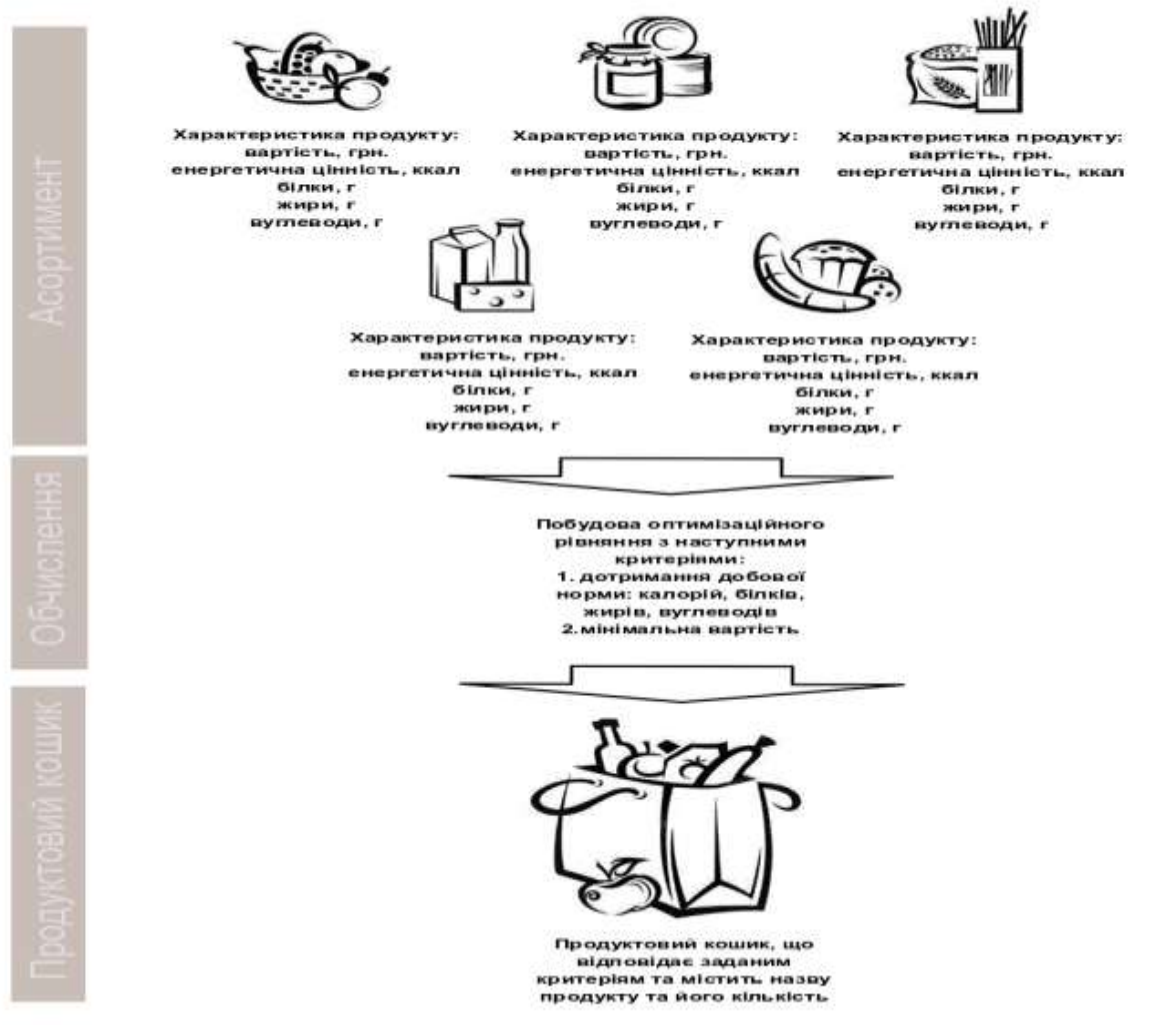 Асортимент
Характеристика продукту:
вартість, грн.
енергетична цінність, ккал
білки, г
жири, г
вуглеводи, г
Характеристика продукту:
вартість, грн.
енергетична цінність, ккал
білки, г
жири, г
вуглеводи, г
Характеристика продукту:
вартість, грн.
енергетична цінність, ккал
білки, г
жири, г
вуглеводи, г
Характеристика продукту:
вартість, грн.
енергетична цінність, ккал
білки, г
жири, г
вуглеводи, г
Характеристика продукту:
вартість, грн.
енергетична цінність, ккал
білки, г
жири, г
вуглеводи, г
Обчислення
Побудова оптимізаційного
рівняння з наступними
критеріями:
1. дотримання добової
норми: калорій, білків,
жирів, вуглеводів
2.мінімальна вартість
Продуктовий кошик
Продуктовий кошик, що
відповідає заданим
критеріям та містить назву
продукту та його кількість